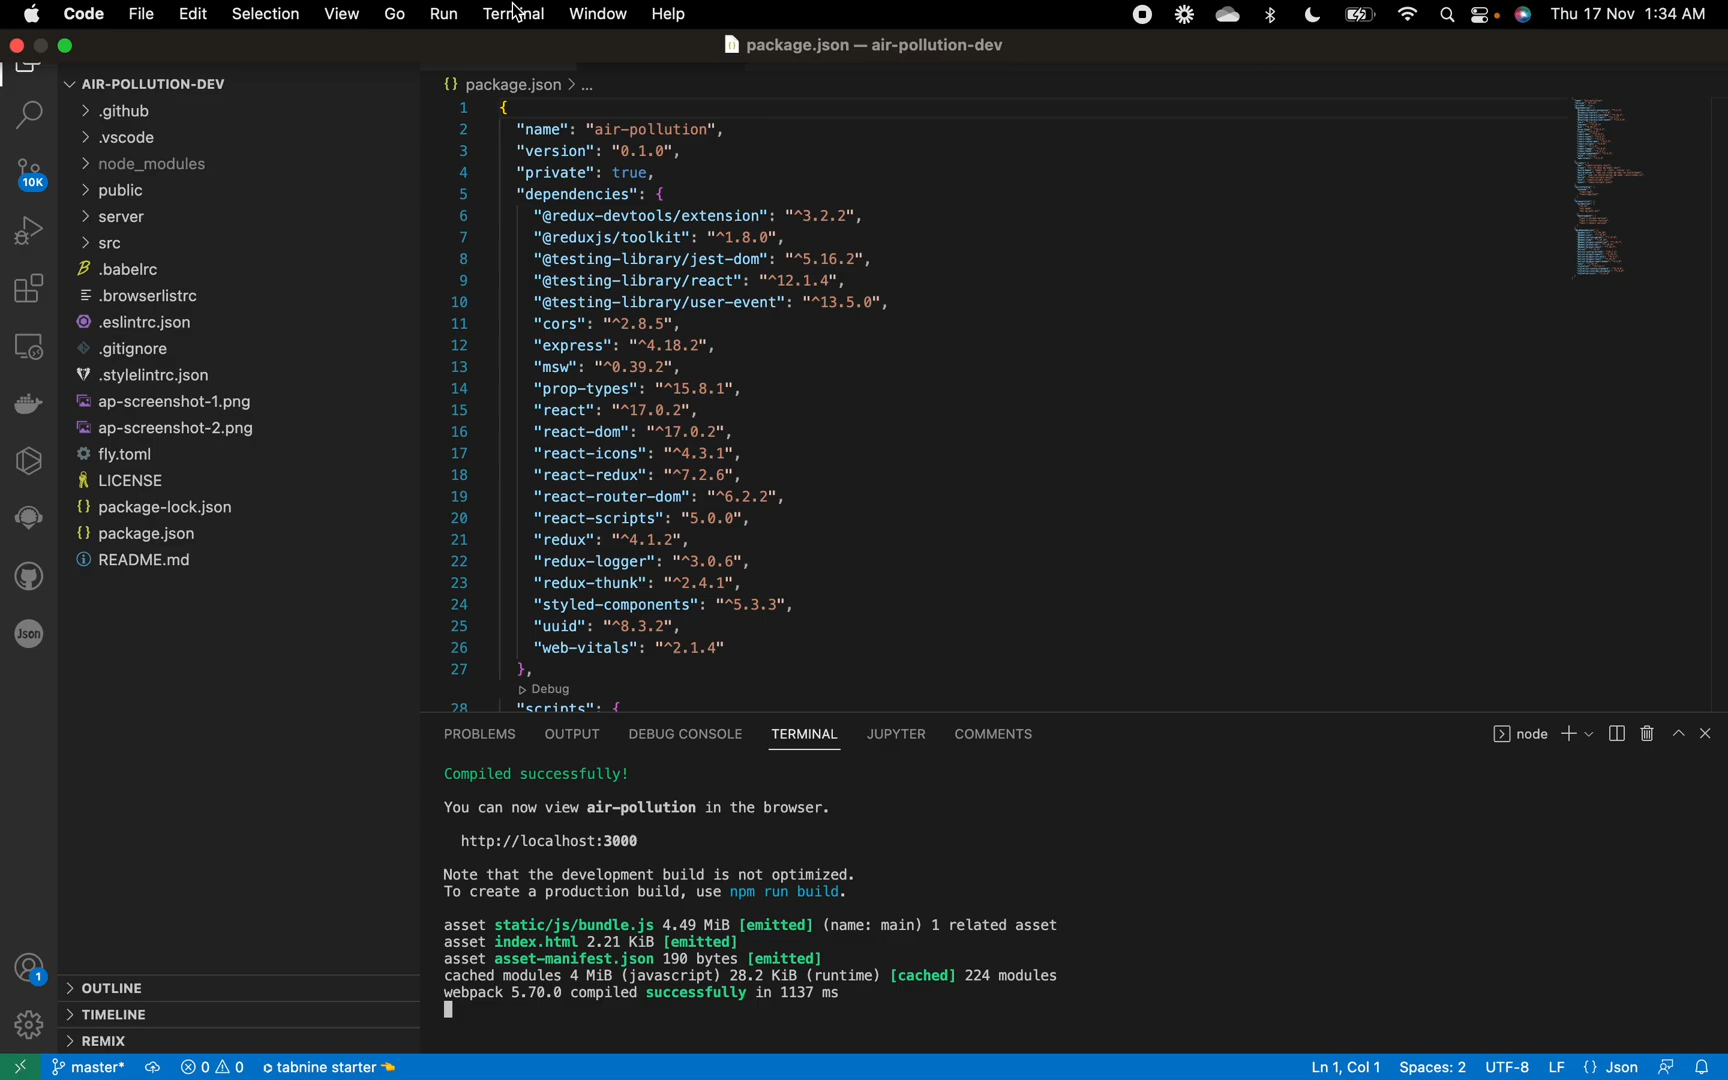 Code File Edit Selection View Go Run Terminal Window Help Thu 17 Nov 1:34 AM
package.json — air-pollution-dev
AIR-POLLUTION-DEV
.github
.vscode
node_modules
public
server
src
.babelrc
.browserlistrc
.eslintrc.json
.gitignore
.stylelintrc.json
ap-screenshot-1.png
ap-screenshot-2.png
fly.toml
LICENSE
package-lock.json
package.json
README.md
OUTLINE
TIMELINE
REMIX
10K
Json
1
{} package.json > ...
1 {
2 "name": "air-pollution",
3 "version": "0.1.0",
4 "private": true,
5 "dependencies": {
6 "@redux-devtools/extension": "^3.2.2",
7 "@reduxjs/toolkit": "^1.8.0",
8 "@testing-library/jest-dom": "^5.16.2",
9 "@testing-library/react": "^12.1.4",
10 "@testing-library/user-event": "^13.5.0",
11 "cors": "^2.8.5",
12 "express": "^4.18.2",
13 "msw": "^0.39.2",
14 "prop-types": "^15.8.1",
15 "react": "^17.0.2",
16 "react-dom": "^17.0.2",
17 "react-icons": "^4.3.1",
18 "react-redux": "^7.2.6",
19 "react-router-dom": "^6.2.2",
20 "react-scripts": "5.0.0",
21 "redux": "^4.1.2",
22 "redux-logger": "^3.0.6",
23 "redux-thunk": "^2.4.1",
24 "styled-components": "^5.3.3",
25 "uuid": "^8.3.2",
26 "web-vitals": "^2.1.4"
27 },
Debug
28 "scripts": {
PROBLEMS OUTPUT DEBUG CONSOLE TERMINAL JUPYTER COMMENTS node
Compiled successfully!
You can now view air-pollution in the browser.
http://localhost:3000
Note that the development build is not optimized.
To create a production build, use npm run build.
asset static/js/bundle.js 4.49 MiB [emitted] (name: main) 1 related asset
asset index.html 2.21 KiB [emitted]
asset asset-manifest.json 190 bytes [emitted]
cached modules 4 MiB (javascript) 28.2 KiB (runtime) [cached] 224 modules
webpack 5.70.0 compiled successfully in 1137 ms
master* 0 0 tabnine starter Ln 1, Col 1 Spaces: 2 UTF-8 LF {} Json